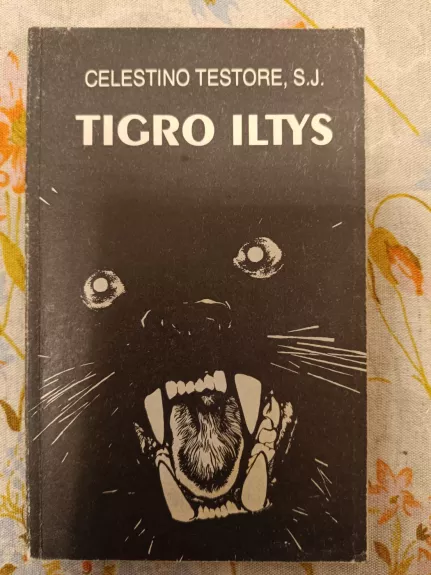 CELESTINO TESTORE, S.J.
TIGRO ILTYS